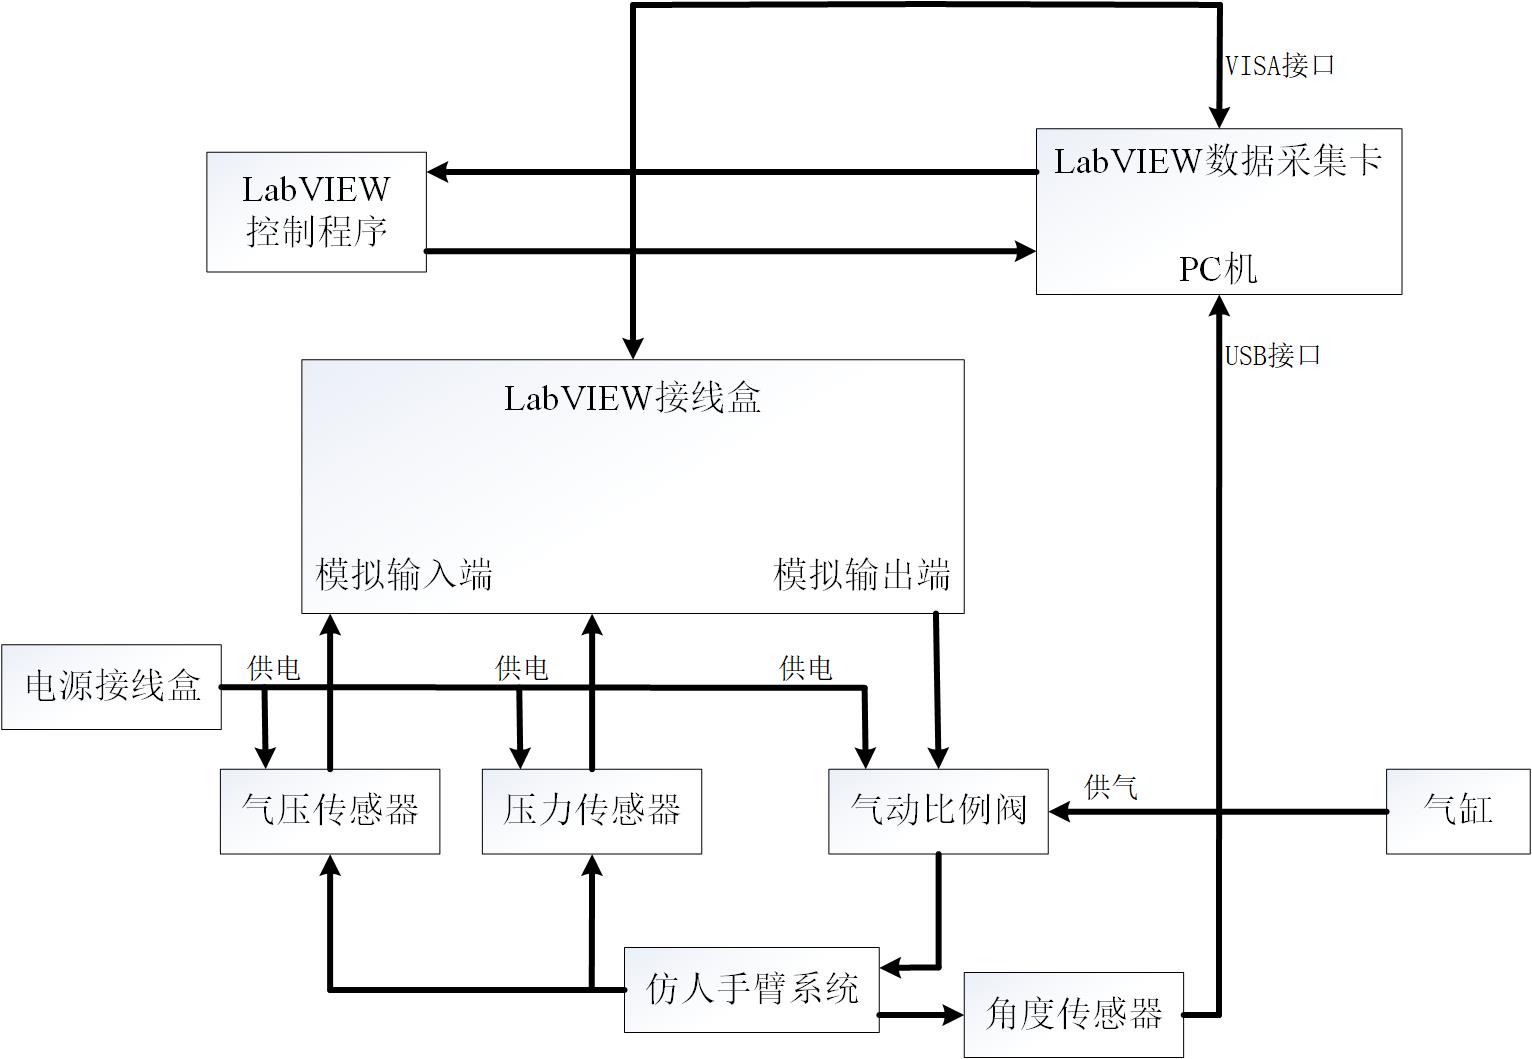 VISA接口
LabVIEW数据采集卡
LabVIEW
控制程序
PC机
USB接口
LabVIEW接线盒
模拟输入端
模拟输出端
电源接线盒
供电
供电
供电
气压传感器
压力传感器
气动比例阀
供气
气缸
仿人手臂系统
角度传感器